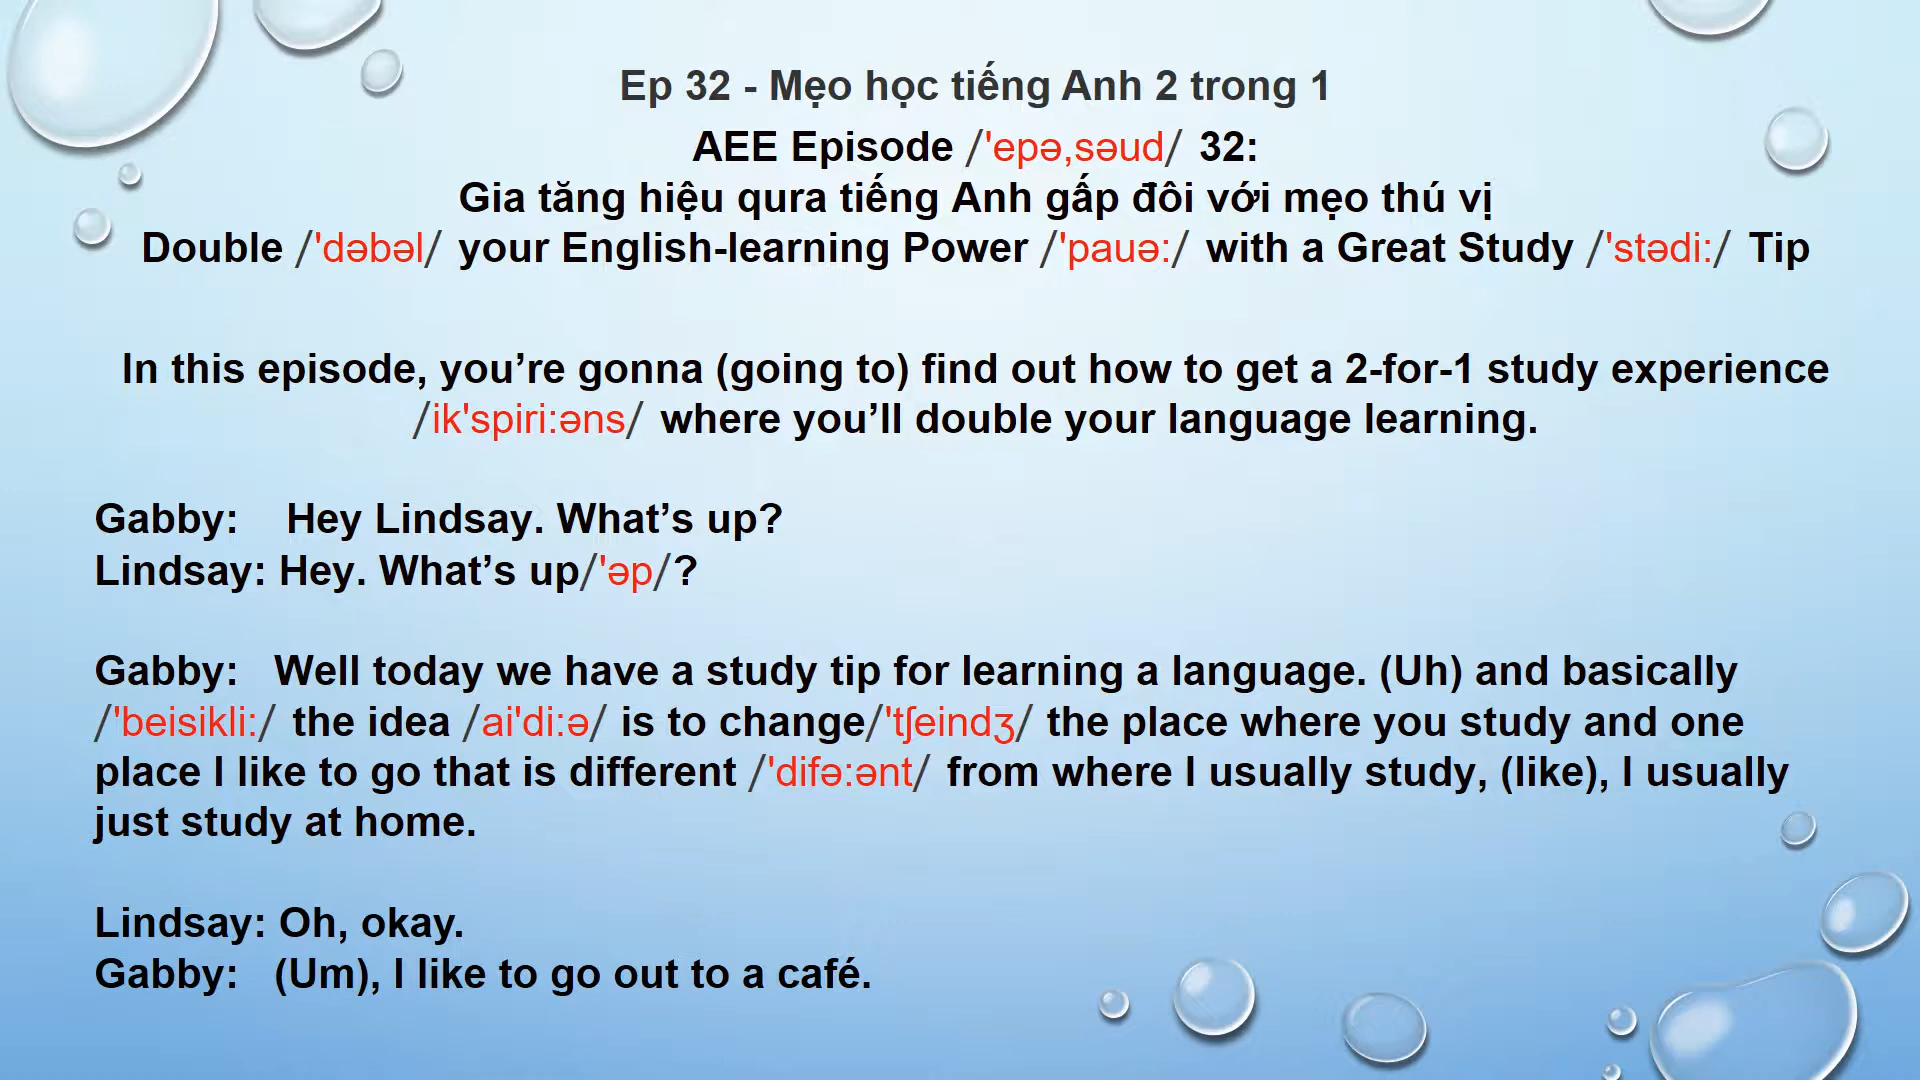 Ep 32 - Mẹo học tiếng Anh 2 trong 1
AEE Episode /'epə,səud/ 32:
Gia tăng hiệu qura tiếng Anh gấp đôi với mẹo thú vị
Double /'dəbəl/ your English-learning Power /'pauə:/ with a Great Study /'stədi:/ Tip
In this episode, you’re gonna (going to) find out how to get a 2-for-1 study experience
/ik'spiri:əns/ where you’ll double your language learning.
Gabby: Hey Lindsay. What’s up?
Lindsay: Hey. What’s up/'əp/?
Gabby: Well today we have a study tip for learning a language. (Uh) and basically
/'beisikli:/ the idea /ai'di:ə/ is to change/'tʃeindʒ/ the place where you study and one
place I like to go that is different /'difə:ənt/ from where I usually study, (like), I usually
just study at home.
Lindsay: Oh, okay.
Gabby: (Um), I like to go out to a café.